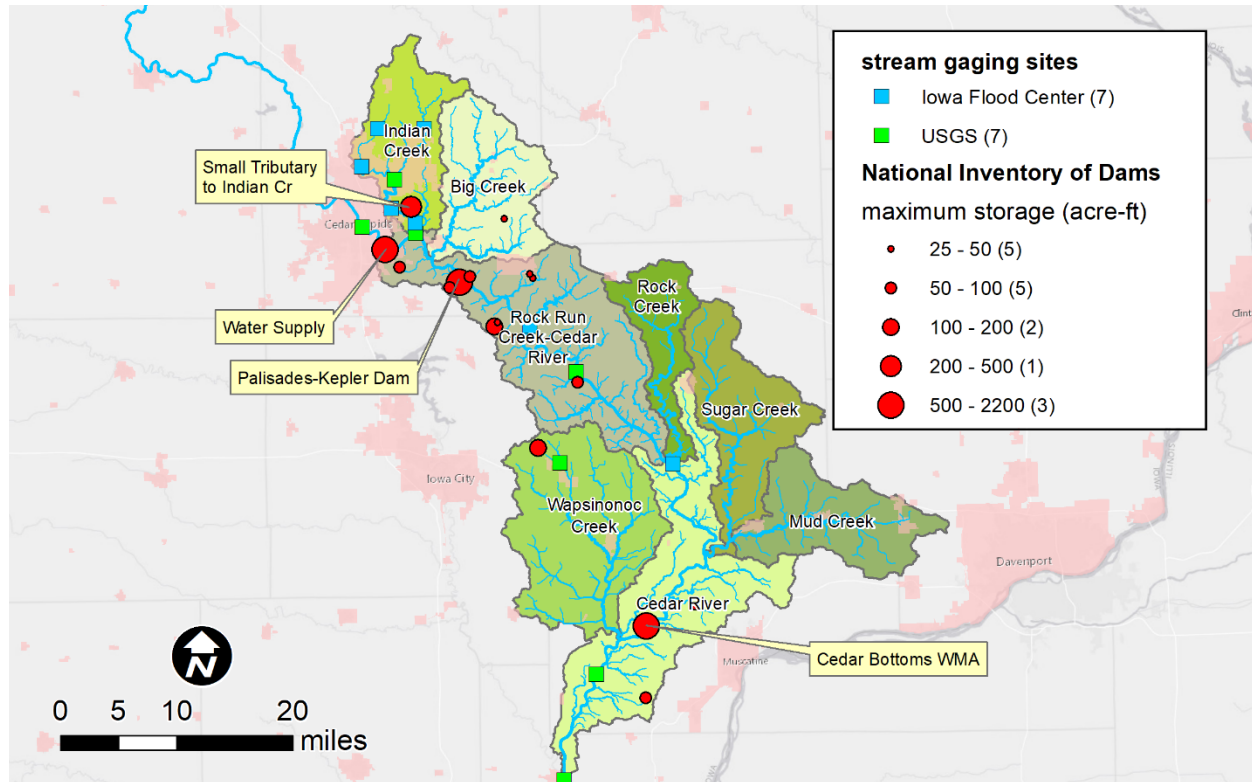 stream gaging sites
Iowa Flood Center (7)
USGS (7)
National Inventory of Dams
maximum storage (acre-ft)
25 - 50 (5)
50 - 100 (5)
100 - 200 (2)
200 - 500 (1)
500 - 2200 (3)
Indian
Creek
Small Tributary
to Indian Cr
Big Creek
Cedar Rapids
Water Supply
Palisades-Kepler Dam
Rock Run
Creek-Cedar
River
Rock
Creek
Sugar Creek
Clint
Iowa City
Wapsinonoc
Creek
Mud Creek
Davenport
Cedar River
Muscatine
Cedar Bottoms WMA
N
0 5 10 20
miles